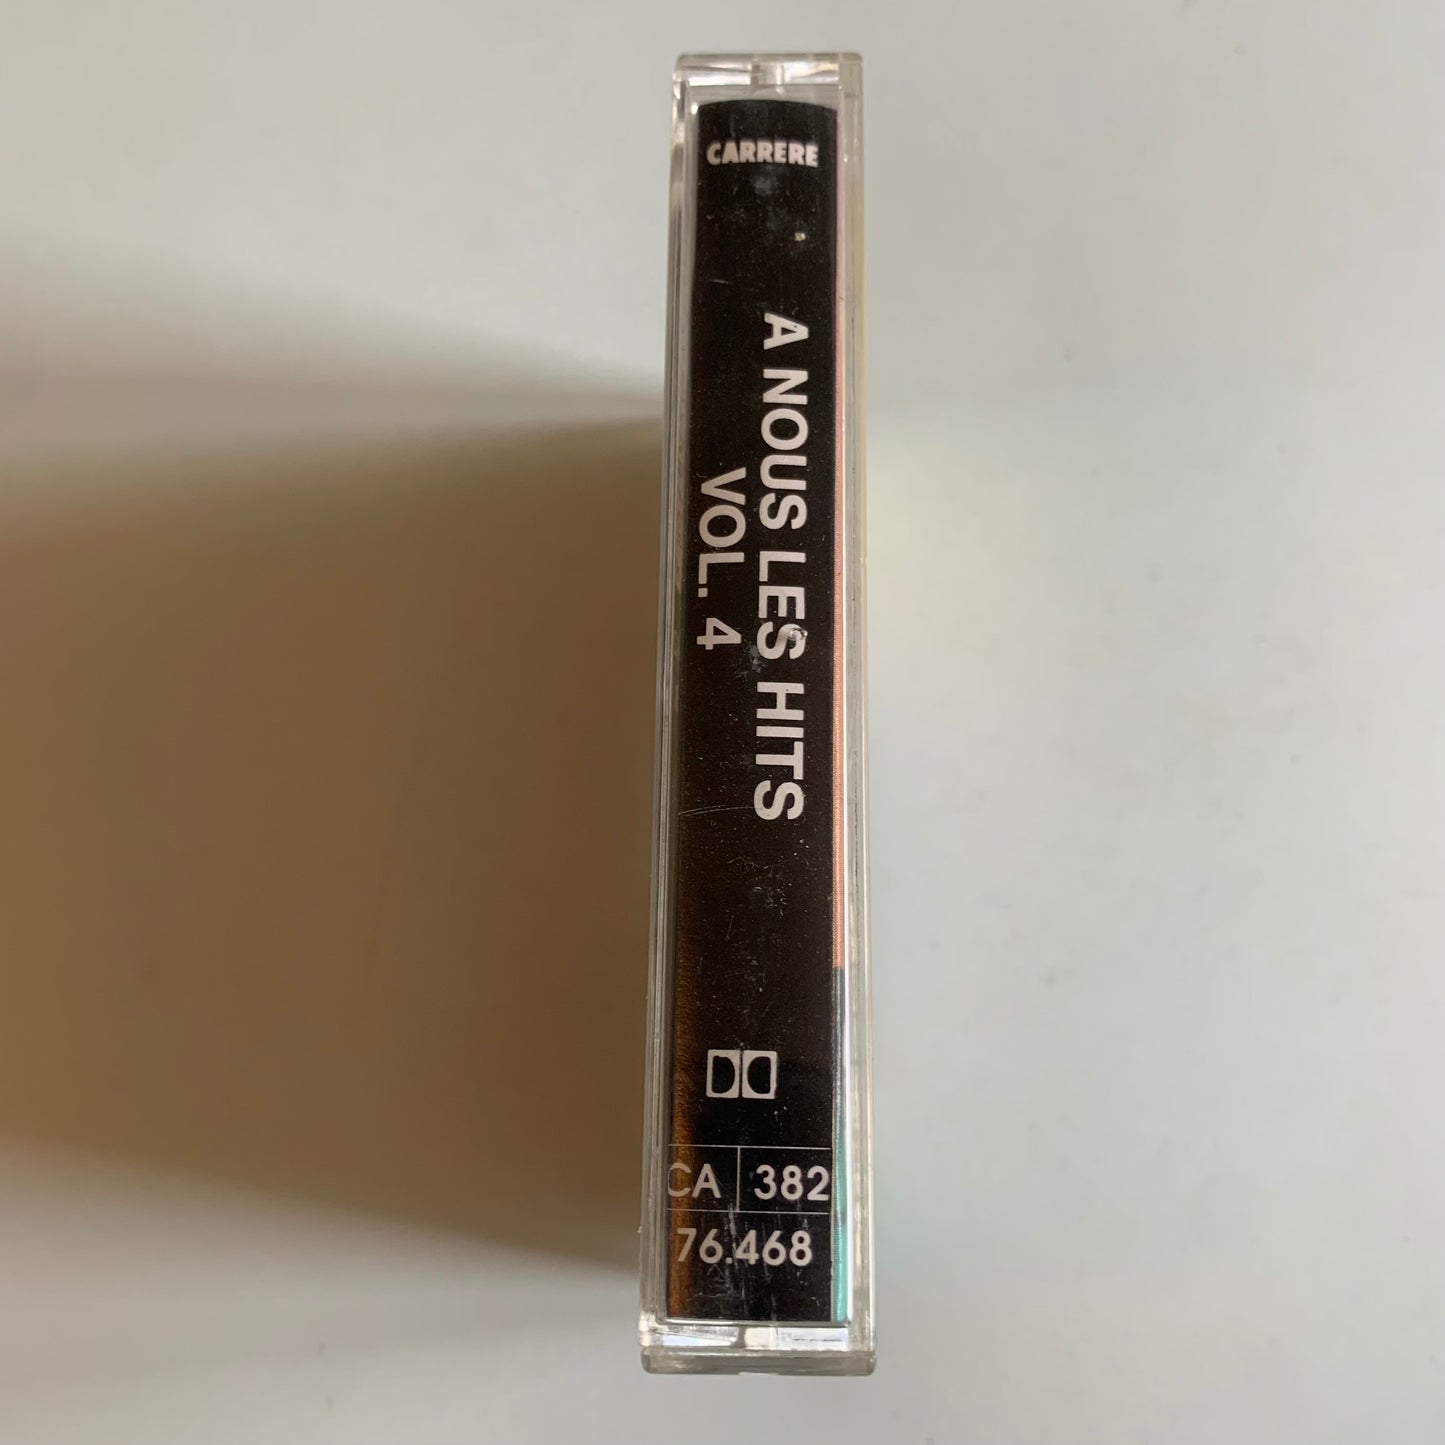 CARRERE
A NOUS LES HITS
VOL. 4
CA 382
76.468